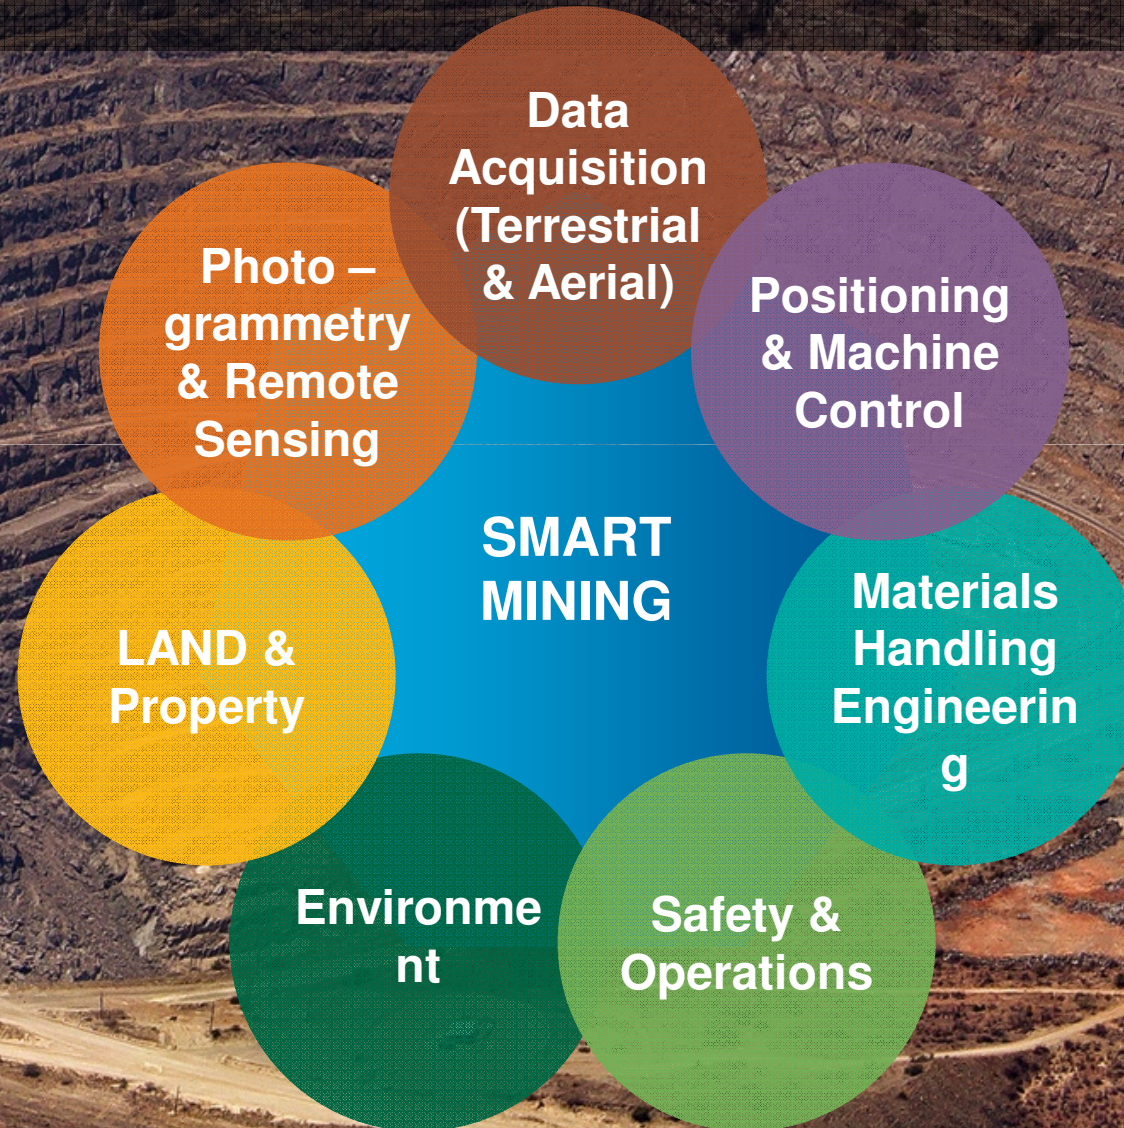 Data
Acquisition
(Terrestrial
& Aerial)
Positioning
& Machine
Control
Materials
Handling
Engineerin
g
Safety &
Operations
Environme
nt
LAND &
Property
Photo –
grammetry
& Remote
Sensing
SMART
MINING